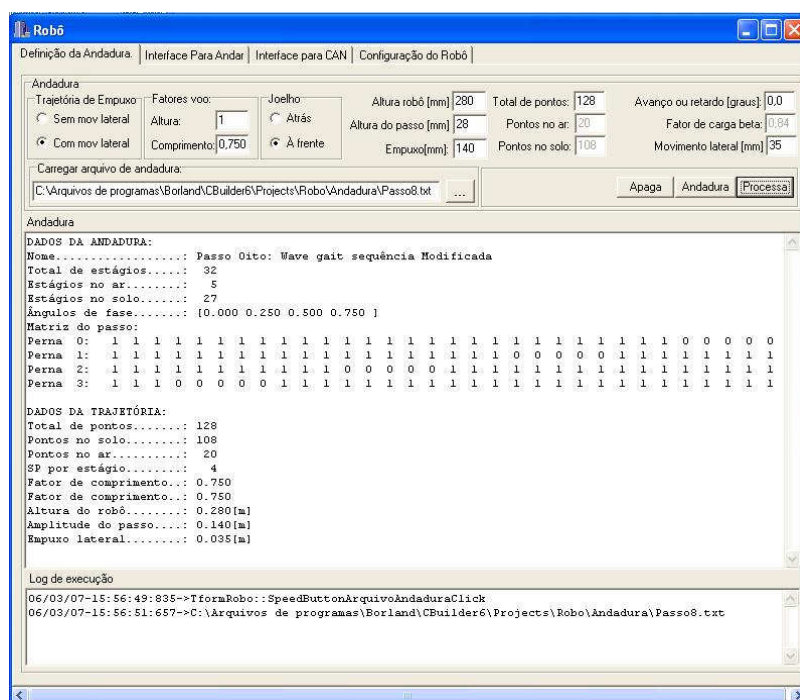 Robô
Definição da Andadura. Interface Para Andar Interface para CAN Configuração do Robô
Andadura
Trajetória de Empuxo Fatores voo: Joelho
Sem mov lateral Altura: 1 Atrás Altura robô [mm] 280 Total de pontos: 128 Avanço ou retardo [graus]: 0,0
Altura do passo [mm] 28 Pontos no ar: 20 Fator de carga beta: 0,84
Com mov lateral Comprimento: 0,750 À frente Empuxo[mm]: 140 Pontos no solo: 108 Movimento lateral [mm] 35
Carregar arquivo de andadura:
C:\Arquivos de programas\Borland\CBuilder6\Projects\Robo\Andadura\Passo8.txt ... Apaga Andadura Processa
Andadura
DADOS DA ANDADURA:
Nome..................: Passo Oito: Wave gait sequência Modificada
Total de estágios.....: 32
Estágios no ar........: 5
Estágios no solo......: 27
Ângulos de fase.......: [0.000 0.250 0.500 0.750 ]
Matriz do passo:
Perna 0: 1 1 1 1 1 1 1 1 1 1 1 1 1 1 1 1 1 1 1 1 1 1 1 1 1 1 1 0 0 0 0 0
Perna 1: 1 1 1 1 1 1 1 1 1 1 1 1 1 1 1 1 1 1 1 0 0 0 0 0 1 1 1 1 1 1 1 1
Perna 2: 1 1 1 1 1 1 1 1 1 1 1 0 0 0 0 0 1 1 1 1 1 1 1 1 1 1 1 1 1 1 1 1
Perna 3: 1 1 1 0 0 0 0 0 1 1 1 1 1 1 1 1 1 1 1 1 1 1 1 1 1 1 1 1 1 1 1 1
DADOS DA TRAJETÓRIA:
Total de pontos.......: 128
Pontos no solo........: 108
Pontos no ar..........: 20
SP por estágio........: 4
Fator de comprimento..: 0.750
Fator de comprimento..: 0.750
Altura do robô........: 0.280[m]
Amplitude do passo....: 0.140[m]
Empuxo lateral........: 0.035[m]
Log de execução
06/03/07-15:56:49:835->TformRobo::SpeedButtonArquivoAndaduraClick
06/03/07-15:56:51:657->C:\Arquivos de programas\Borland\CBuilder6\Projects\Robo\Andadura\Passo8.txt